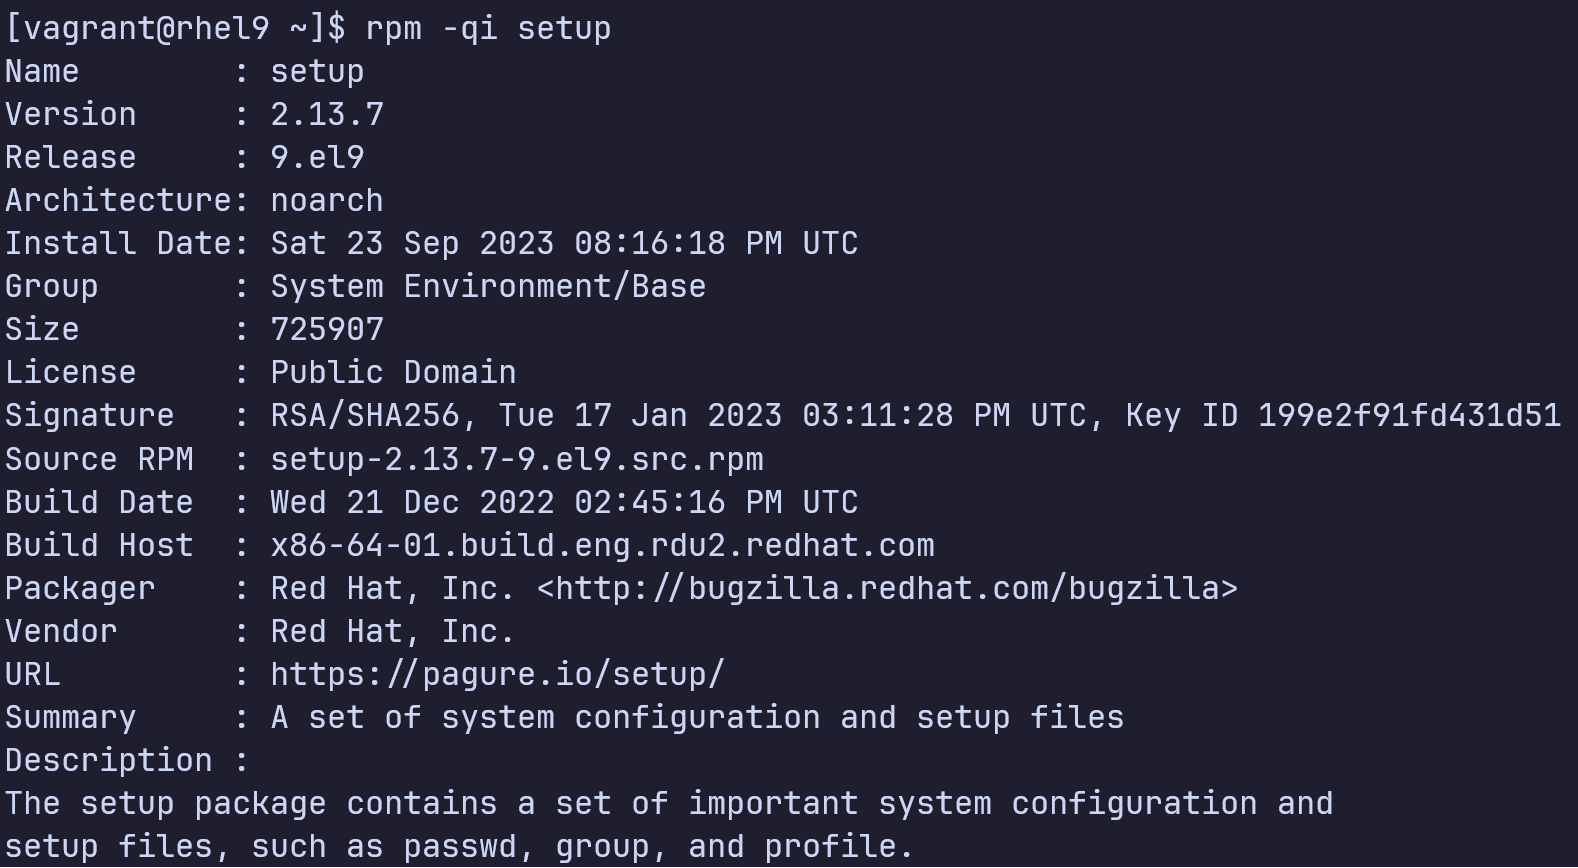 [vagrant@rhel9 ~]$ rpm -qi setup
Name        : setup
Version     : 2.13.7
Release     : 9.el9
Architecture: noarch
Install Date: Sat 23 Sep 2023 08:16:18 PM UTC
Group       : System Environment/Base
Size        : 725907
License     : Public Domain
Signature   : RSA/SHA256, Tue 17 Jan 2023 03:11:28 PM UTC, Key ID 199e2f91fd431d51
Source RPM  : setup-2.13.7-9.el9.src.rpm
Build Date  : Wed 21 Dec 2022 02:45:16 PM UTC
Build Host  : x86-64-01.build.eng.rdu2.redhat.com
Packager    : Red Hat, Inc. <http://bugzilla.redhat.com/bugzilla>
Vendor      : Red Hat, Inc.
URL         : https://pagure.io/setup/
Summary     : A set of system configuration and setup files
Description :
The setup package contains a set of important system configuration and
setup files, such as passwd, group, and profile.